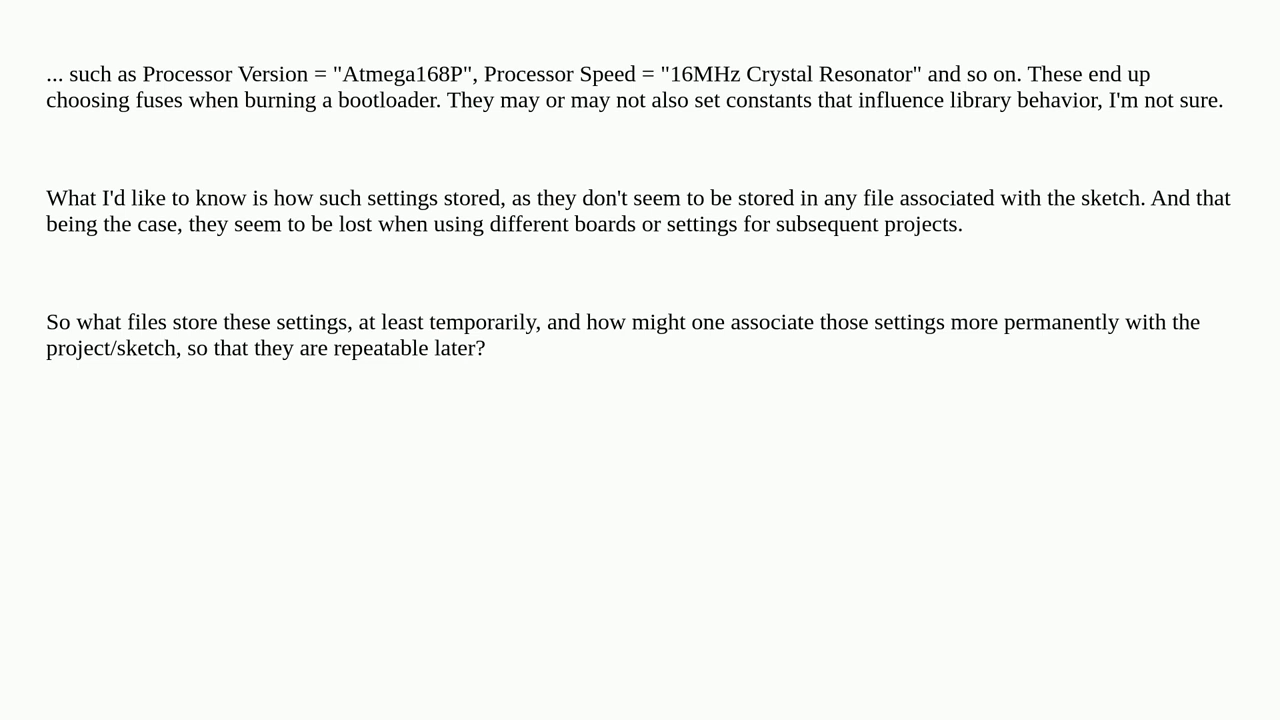 ... such as Processor Version = "Atmega168P", Processor Speed = "16MHz Crystal Resonator" and so on. These end up
choosing fuses when burning a bootloader. They may or may not also set constants that influence library behavior, I'm not sure.
What I'd like to know is how such settings stored, as they don't seem to be stored in any file associated with the sketch. And that
being the case, they seem to be lost when using different boards or settings for subsequent projects.
So what files store these settings, at least temporarily, and how might one associate those settings more permanently with the
project/sketch, so that they are repeatable later?